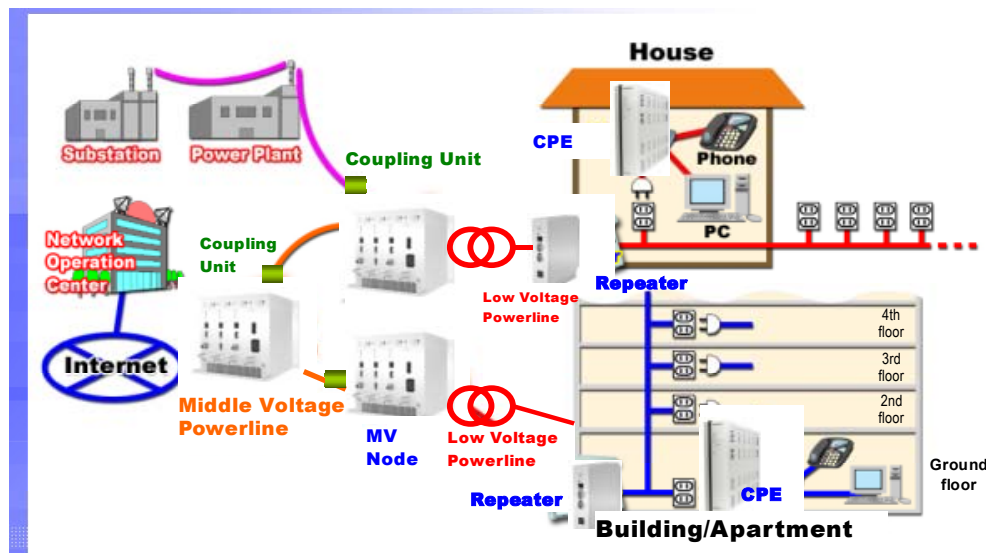 House
Substation
Power Plant
Coupling Unit
CPE
Phone
PC
Network
Operation
Center
Coupling
Unit
Repeater
Low Voltage
Powerline
Internet
Middle Voltage
Powerline
MV
Node
Low Voltage
Powerline
4th
floor
3rd
floor
2nd
floor
Repeater
CPE
Ground
floor
Building/Apartment